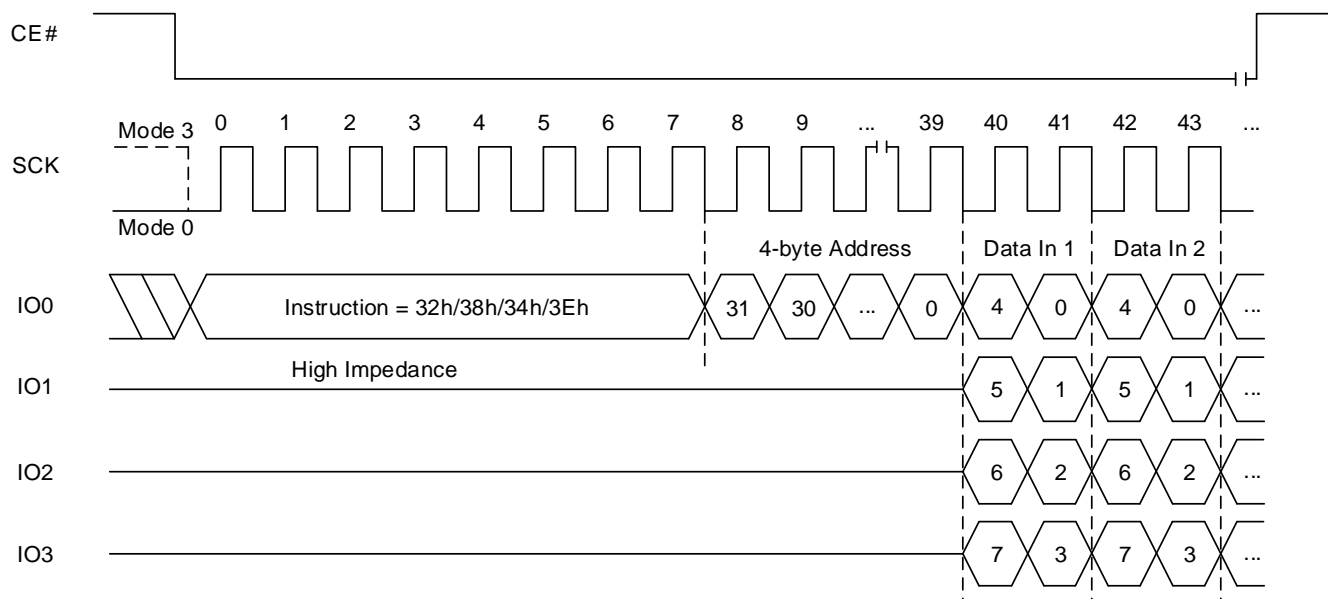 CE#
Mode 3 0 1 2 3 4 5 6 7 8 9 ... 39 40 41 42 43 ...
SCK
Mode 0
4-byte Address Data In 1 Data In 2
IO0 Instruction = 32h/38h/34h/3Eh 31 30 ... 0 4 0 4 0 ...
High Impedance
IO1 5 1 5 1 ...
IO2 6 2 6 2 ...
IO3 7 3 7 3 ...